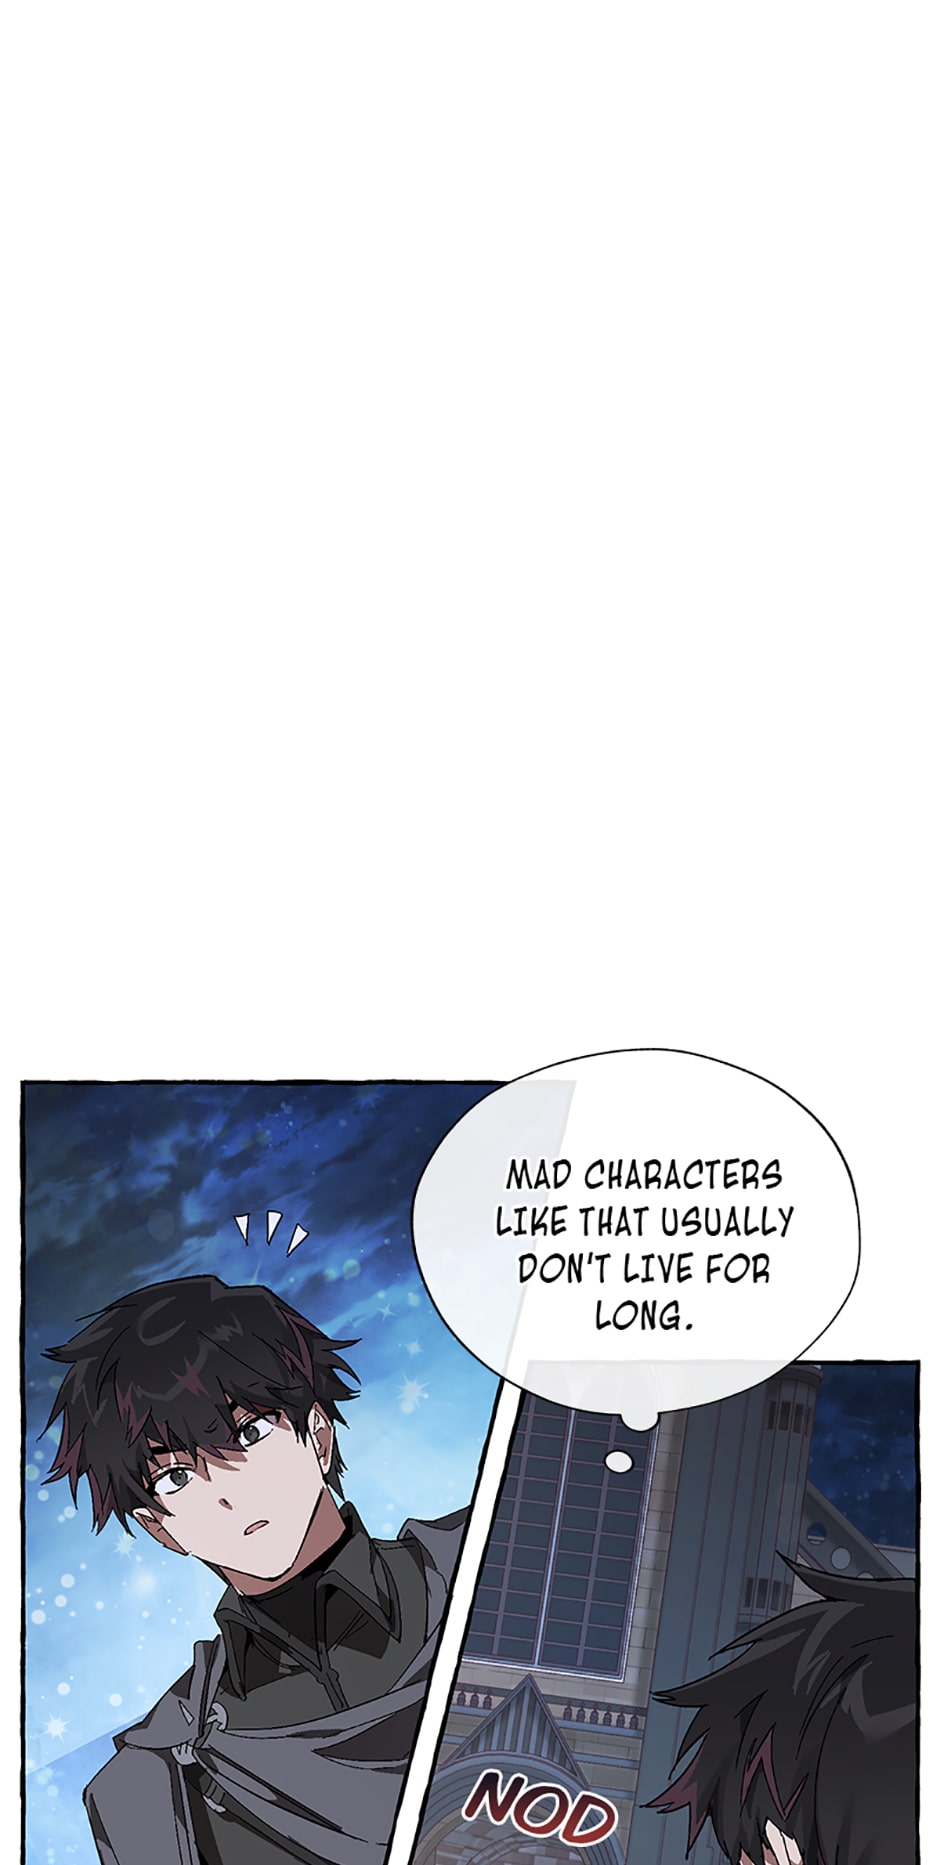 MAD CHARACTERS
LIKE THAT USUALLY
DON'T LIVE FOR
LONG.
NOD